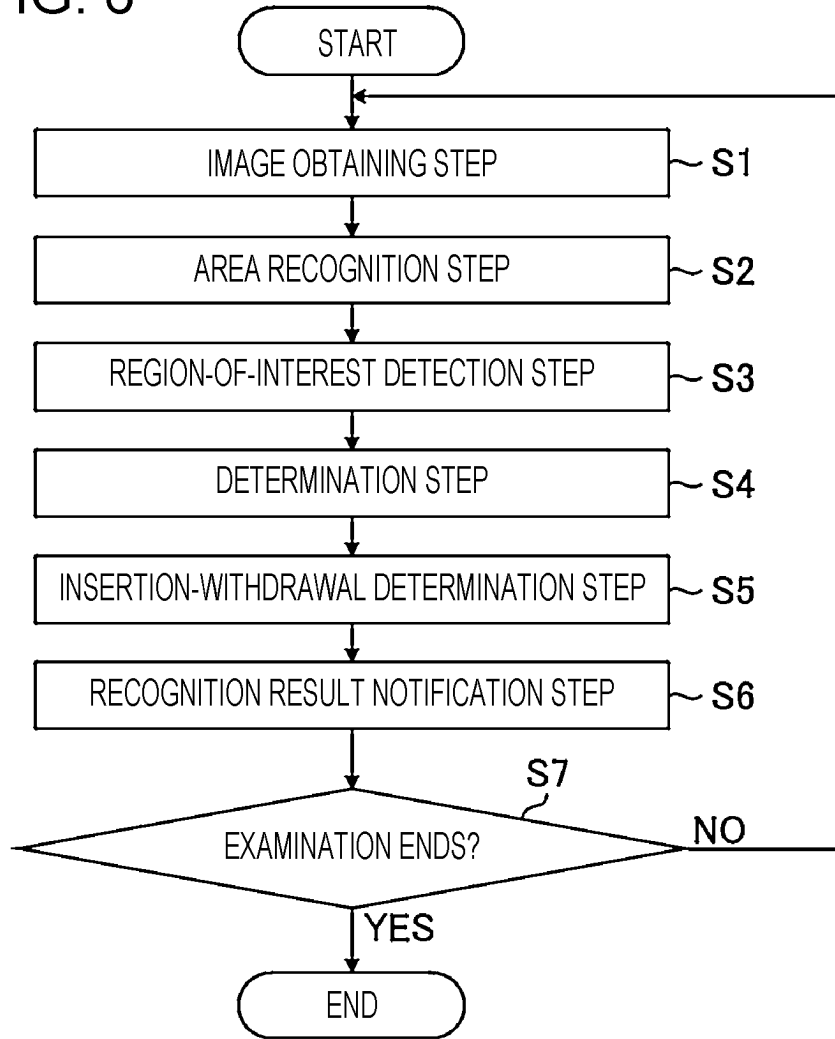 START
IMAGE OBTAINING STEP
S1
AREA RECOGNITION STEP
S2
REGION-OF-INTEREST DETECTION STEP
S3
DETERMINATION STEP
S4
INSERTION-WITHDRAWAL DETERMINATION STEP
S5
RECOGNITION RESULT NOTIFICATION STEP
S6
S7
EXAMINATION ENDS?
NO
YES
END